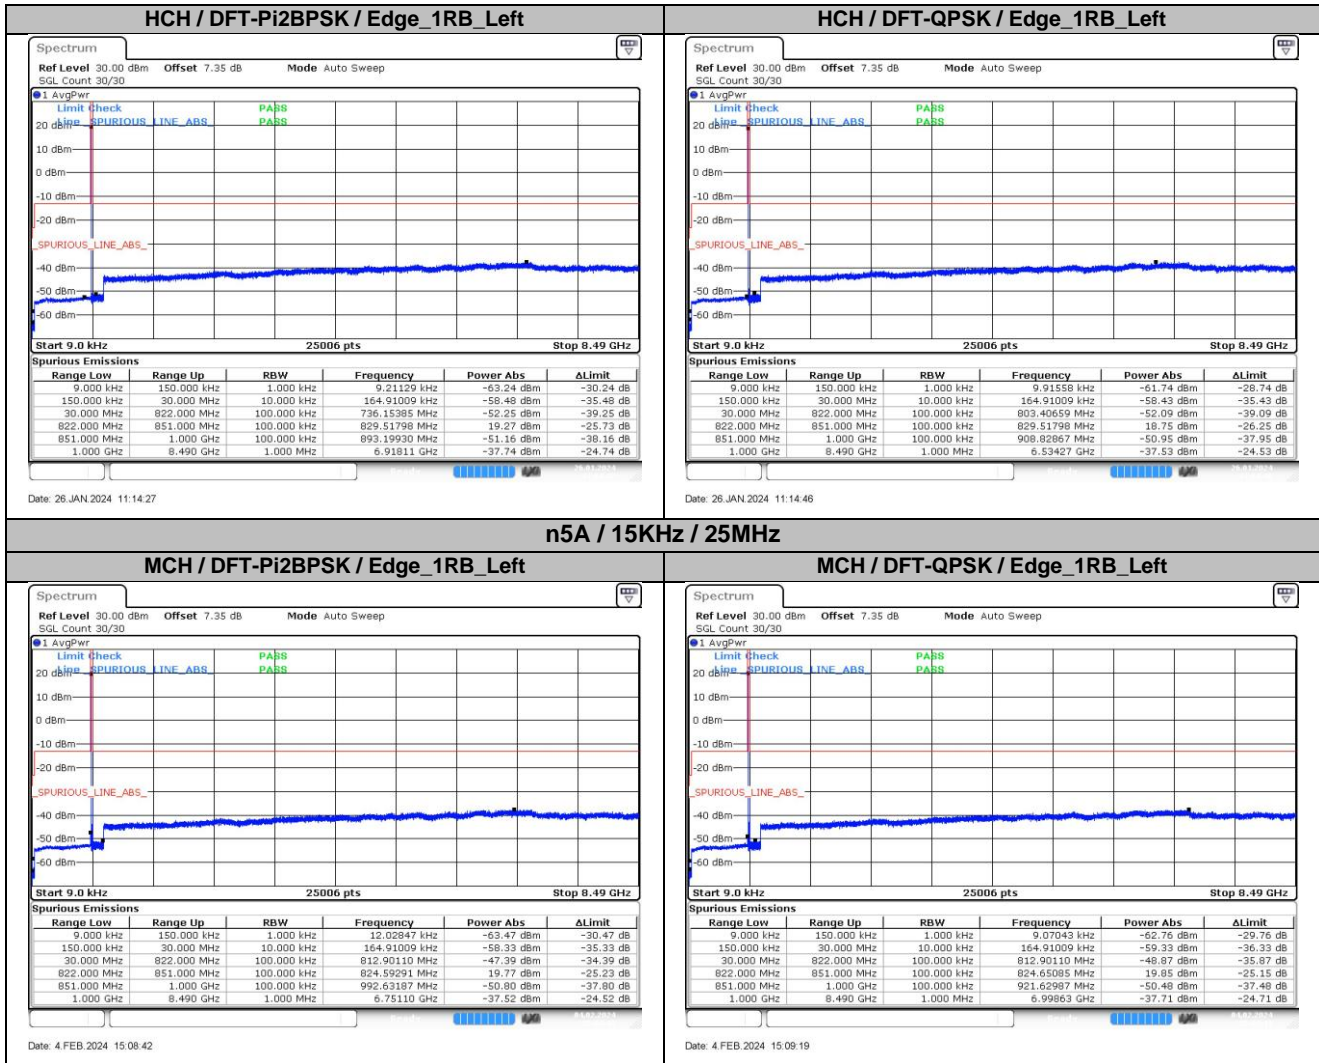 HCH / DFT-Pi2BPSK / Edge_1RB_Left
Spectrum
Ref Level 30.00 dBm Offset 7.35 dB Mode Auto Sweep
SGL Count 30/30
1 AvgPwr
Limit Check PASS
Line _SPURIOUS_LINE_ABS_ PASS
20 dBm
10 dBm
0 dBm
-10 dBm
-20 dBm
_SPURIOUS_LINE_ABS_
-40 dBm
-50 dBm
-60 dBm
Start 9.0 kHz 25006 pts Stop 8.49 GHz
Spurious Emissions
Range Low Range Up RBW Frequency Power Abs ΔLimit
9.000 kHz 150.000 kHz 1.000 kHz 9.21129 kHz -63.24 dBm -30.24 dB
150.000 kHz 30.000 MHz 10.000 kHz 164.91009 kHz -58.48 dBm -35.48 dB
30.000 MHz 822.000 MHz 100.000 kHz 736.15385 MHz -52.25 dBm -39.25 dB
822.000 MHz 851.000 MHz 100.000 kHz 829.51798 MHz 19.27 dBm -25.73 dB
851.000 MHz 1.000 GHz 100.000 kHz 893.19930 MHz -51.16 dBm -38.16 dB
1.000 GHz 8.490 GHz 1.000 MHz 6.91811 GHz -37.74 dBm -24.74 dB
Date: 26.JAN.2024 11:14:27
HCH / DFT-QPSK / Edge_1RB_Left
Spectrum
Ref Level 30.00 dBm Offset 7.35 dB Mode Auto Sweep
SGL Count 30/30
1 AvgPwr
Limit Check PASS
Line _SPURIOUS_LINE_ABS_ PASS
20 dBm
10 dBm
0 dBm
-10 dBm
-20 dBm
_SPURIOUS_LINE_ABS_
-40 dBm
-50 dBm
-60 dBm
Start 9.0 kHz 25006 pts Stop 8.49 GHz
Spurious Emissions
Range Low Range Up RBW Frequency Power Abs ΔLimit
9.000 kHz 150.000 kHz 1.000 kHz 9.91558 kHz -61.74 dBm -28.74 dB
150.000 kHz 30.000 MHz 10.000 kHz 164.91009 kHz -58.43 dBm -35.43 dB
30.000 MHz 822.000 MHz 100.000 kHz 803.40659 MHz -52.09 dBm -39.09 dB
822.000 MHz 851.000 MHz 100.000 kHz 829.51798 MHz 18.75 dBm -26.25 dB
851.000 MHz 1.000 GHz 100.000 kHz 908.82867 MHz -50.95 dBm -37.95 dB
1.000 GHz 8.490 GHz 1.000 MHz 6.53427 GHz -37.53 dBm -24.53 dB
Date: 26.JAN.2024 11:14:46
n5A / 15KHz / 25MHz
MCH / DFT-Pi2BPSK / Edge_1RB_Left
Spectrum
Ref Level 30.00 dBm Offset 7.35 dB Mode Auto Sweep
SGL Count 30/30
1 AvgPwr
Limit Check PASS
Line _SPURIOUS_LINE_ABS_ PASS
20 dBm
10 dBm
0 dBm
-10 dBm
-20 dBm
_SPURIOUS_LINE_ABS_
-40 dBm
-50 dBm
-60 dBm
Start 9.0 kHz 25006 pts Stop 8.49 GHz
Spurious Emissions
Range Low Range Up RBW Frequency Power Abs ΔLimit
9.000 kHz 150.000 kHz 1.000 kHz 12.02847 kHz -63.47 dBm -30.47 dB
150.000 kHz 30.000 MHz 10.000 kHz 164.91009 kHz -58.33 dBm -35.33 dB
30.000 MHz 822.000 MHz 100.000 kHz 812.90110 MHz -47.39 dBm -34.39 dB
822.000 MHz 851.000 MHz 100.000 kHz 824.59291 MHz 19.77 dBm -25.23 dB
851.000 MHz 1.000 GHz 100.000 kHz 992.63187 MHz -50.80 dBm -37.80 dB
1.000 GHz 8.490 GHz 1.000 MHz 6.75110 GHz -37.52 dBm -24.52 dB
Date: 4.FEB.2024 15:08:42
MCH / DFT-QPSK / Edge_1RB_Left
Spectrum
Ref Level 30.00 dBm Offset 7.35 dB Mode Auto Sweep
SGL Count 30/30
1 AvgPwr
Limit Check PASS
Line _SPURIOUS_LINE_ABS_ PASS
20 dBm
10 dBm
0 dBm
-10 dBm
-20 dBm
_SPURIOUS_LINE_ABS_
-40 dBm
-50 dBm
-60 dBm
Start 9.0 kHz 25006 pts Stop 8.49 GHz
Spurious Emissions
Range Low Range Up RBW Frequency Power Abs ΔLimit
9.000 kHz 150.000 kHz 1.000 kHz 9.07043 kHz -62.76 dBm -29.76 dB
150.000 kHz 30.000 MHz 10.000 kHz 164.91009 kHz -59.33 dBm -36.33 dB
30.000 MHz 822.000 MHz 100.000 kHz 812.90110 MHz -48.87 dBm -35.87 dB
822.000 MHz 851.000 MHz 100.000 kHz 824.65085 MHz 19.85 dBm -25.15 dB
851.000 MHz 1.000 GHz 100.000 kHz 921.62987 MHz -50.48 dBm -37.48 dB
1.000 GHz 8.490 GHz 1.000 MHz 6.99863 GHz -37.71 dBm -24.71 dB
Date: 4.FEB.2024 15:09:19